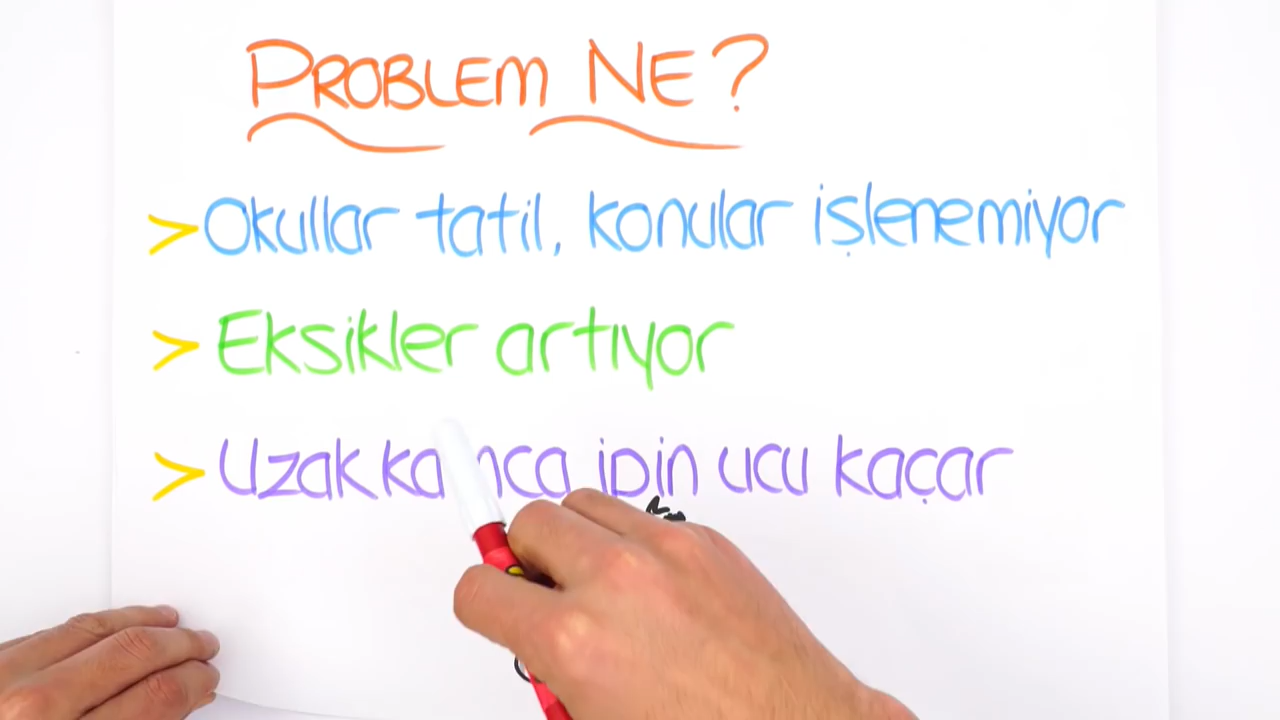 PROBLEM NE?
> Okullar tatil, konular işlenemiyor
> Eksikler artıyor
> Uzak ipin ucu kaçar